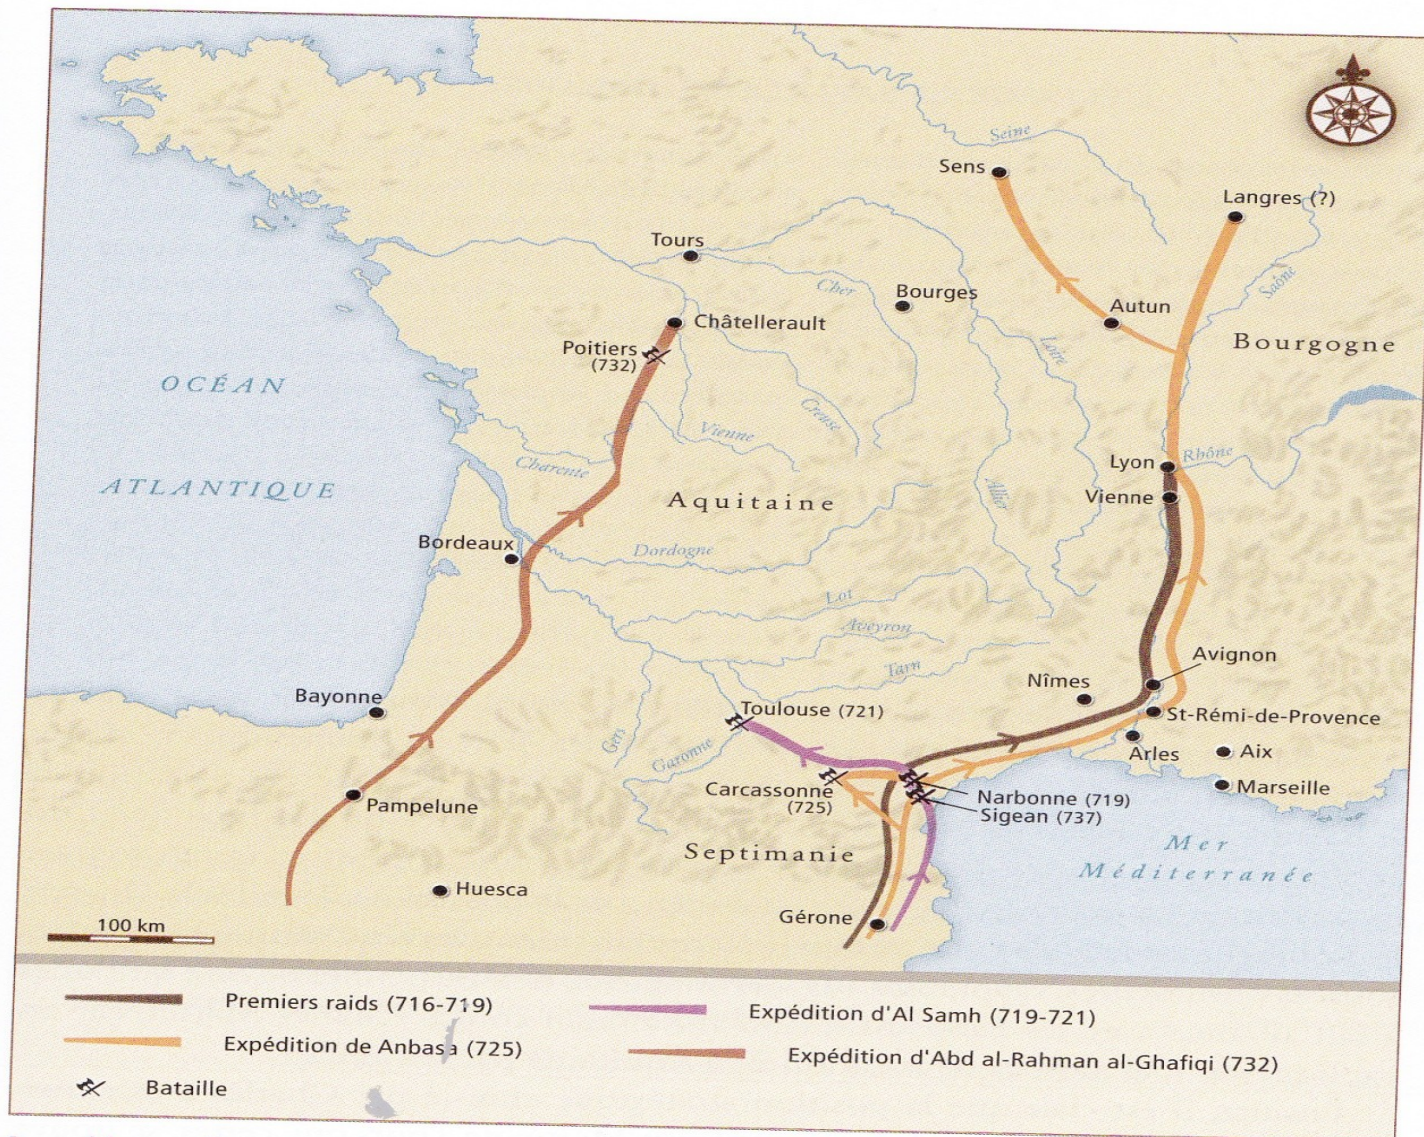 Seine
Sens
Langres (?)
Tours
Saône
Cher
Bourges
Autun
Châtellerault
Bourgogne
Poitiers
(732)
Loire
OCÉAN
Creuse
Vienne
Charente
Lyon
Rhône
ATLANTIQUE
Aquitaine
Allier
Vienne
Bordeaux
Dordogne
Lot
Aveyron
Avignon
Tarn
Nîmes
Bayonne
Toulouse (721)
St-Rémi-de-Provence
Gers
Garonne
Arles
Aix
Carcassonne
(725)
Narbonne (719)
Marseille
Pampelune
Sigean (737)
Septimanie
Mer
Méditerranée
Huesca
Gérone
100 km
Premiers raids (716-719)
Expédition d'Al Samh (719-721)
Expédition de Anbasa (725)
Expédition d'Abd al-Rahman al-Ghafiqi (732)
Bataille